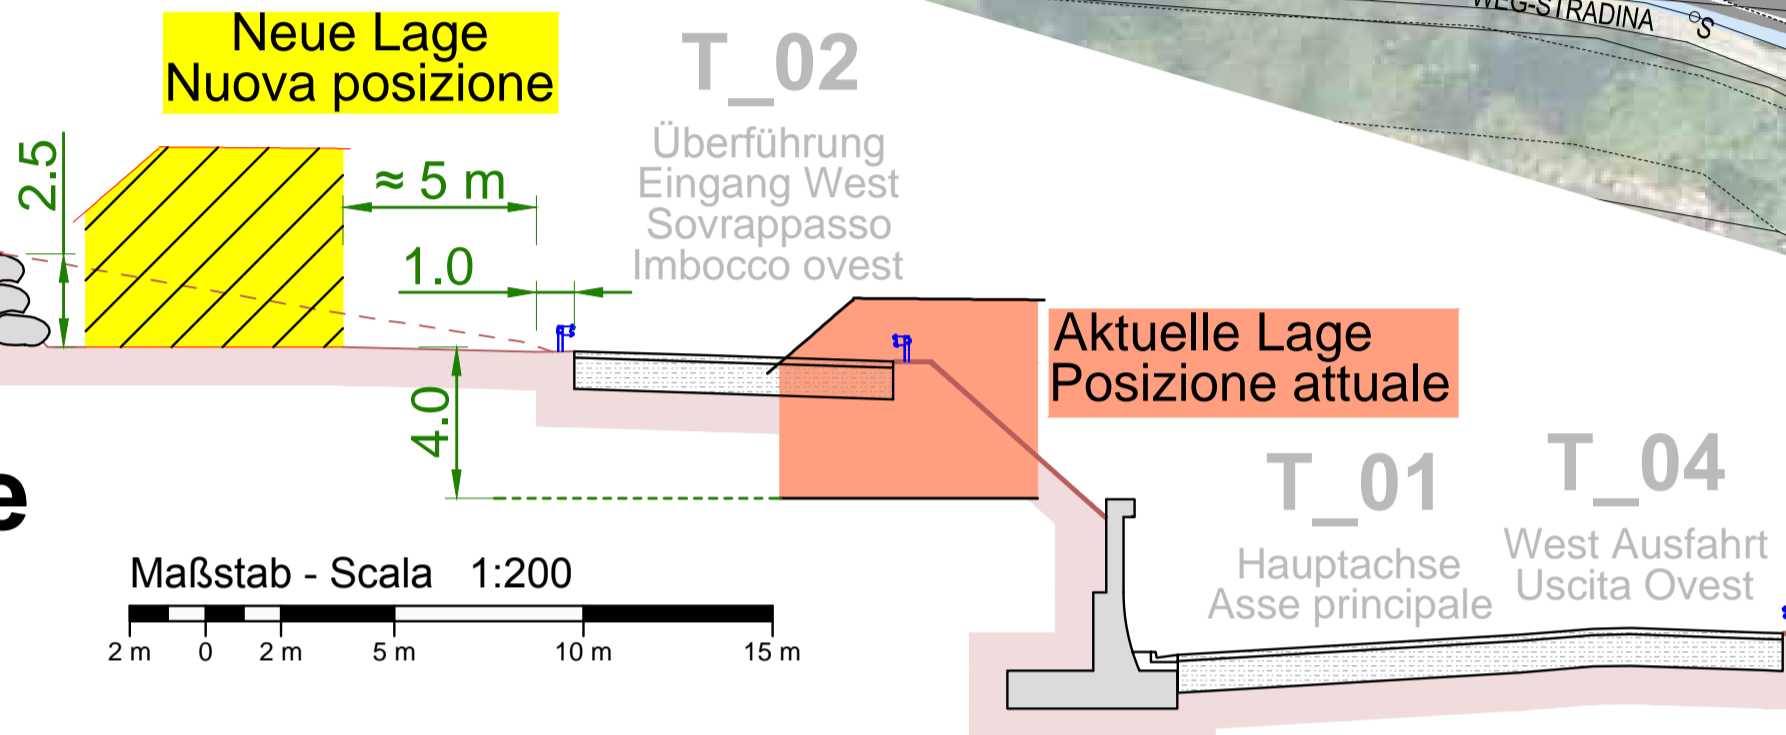 WEG-STRADINA
S
Neue Lage
Nuova posizione
T_02
Überführung
Eingang West
Sovrappasso
Imbocco ovest
2.5
≈ 5 m
1.0
4.0
Aktuelle Lage
Posizione attuale
e
T_01
Hauptachse
Asse principale
T_04
West Ausfahrt
Uscita Ovest
Maßstab - Scala 1:200
2 m 0 2 m 5 m 10 m 15 m